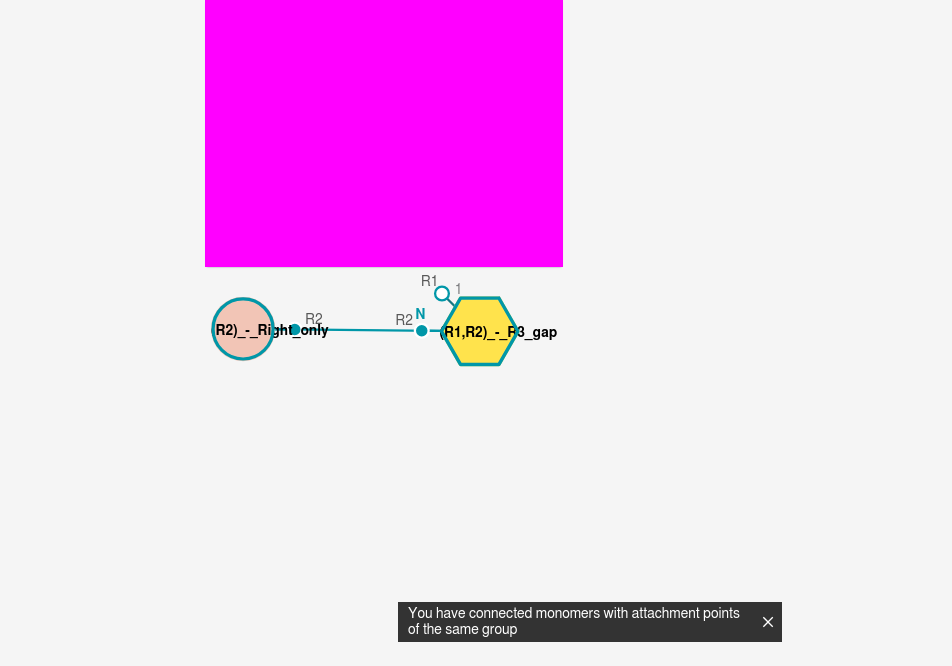 R1
1
N
R2
R2
(R2)_-_Right_only
(R1,R2)_-_R3_gap
You have connected monomers with attachment points
of the same group